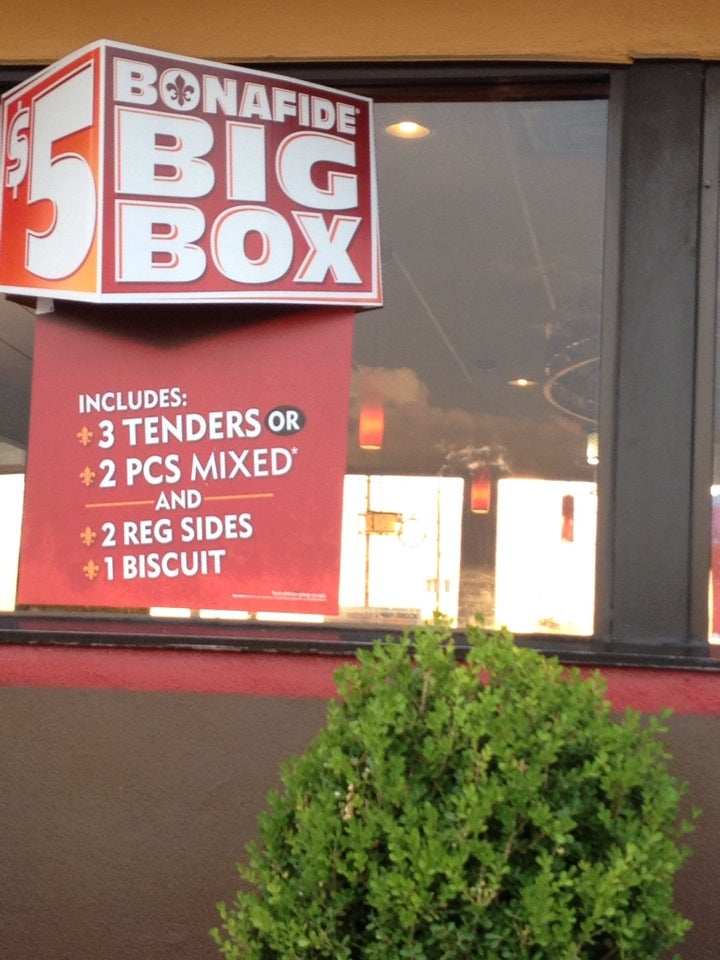 $5
BONAFIDE®
BIG
BOX
INCLUDES:
3 TENDERS OR
2 PCS MIXED*
AND
2 REG SIDES
1 BISCUIT